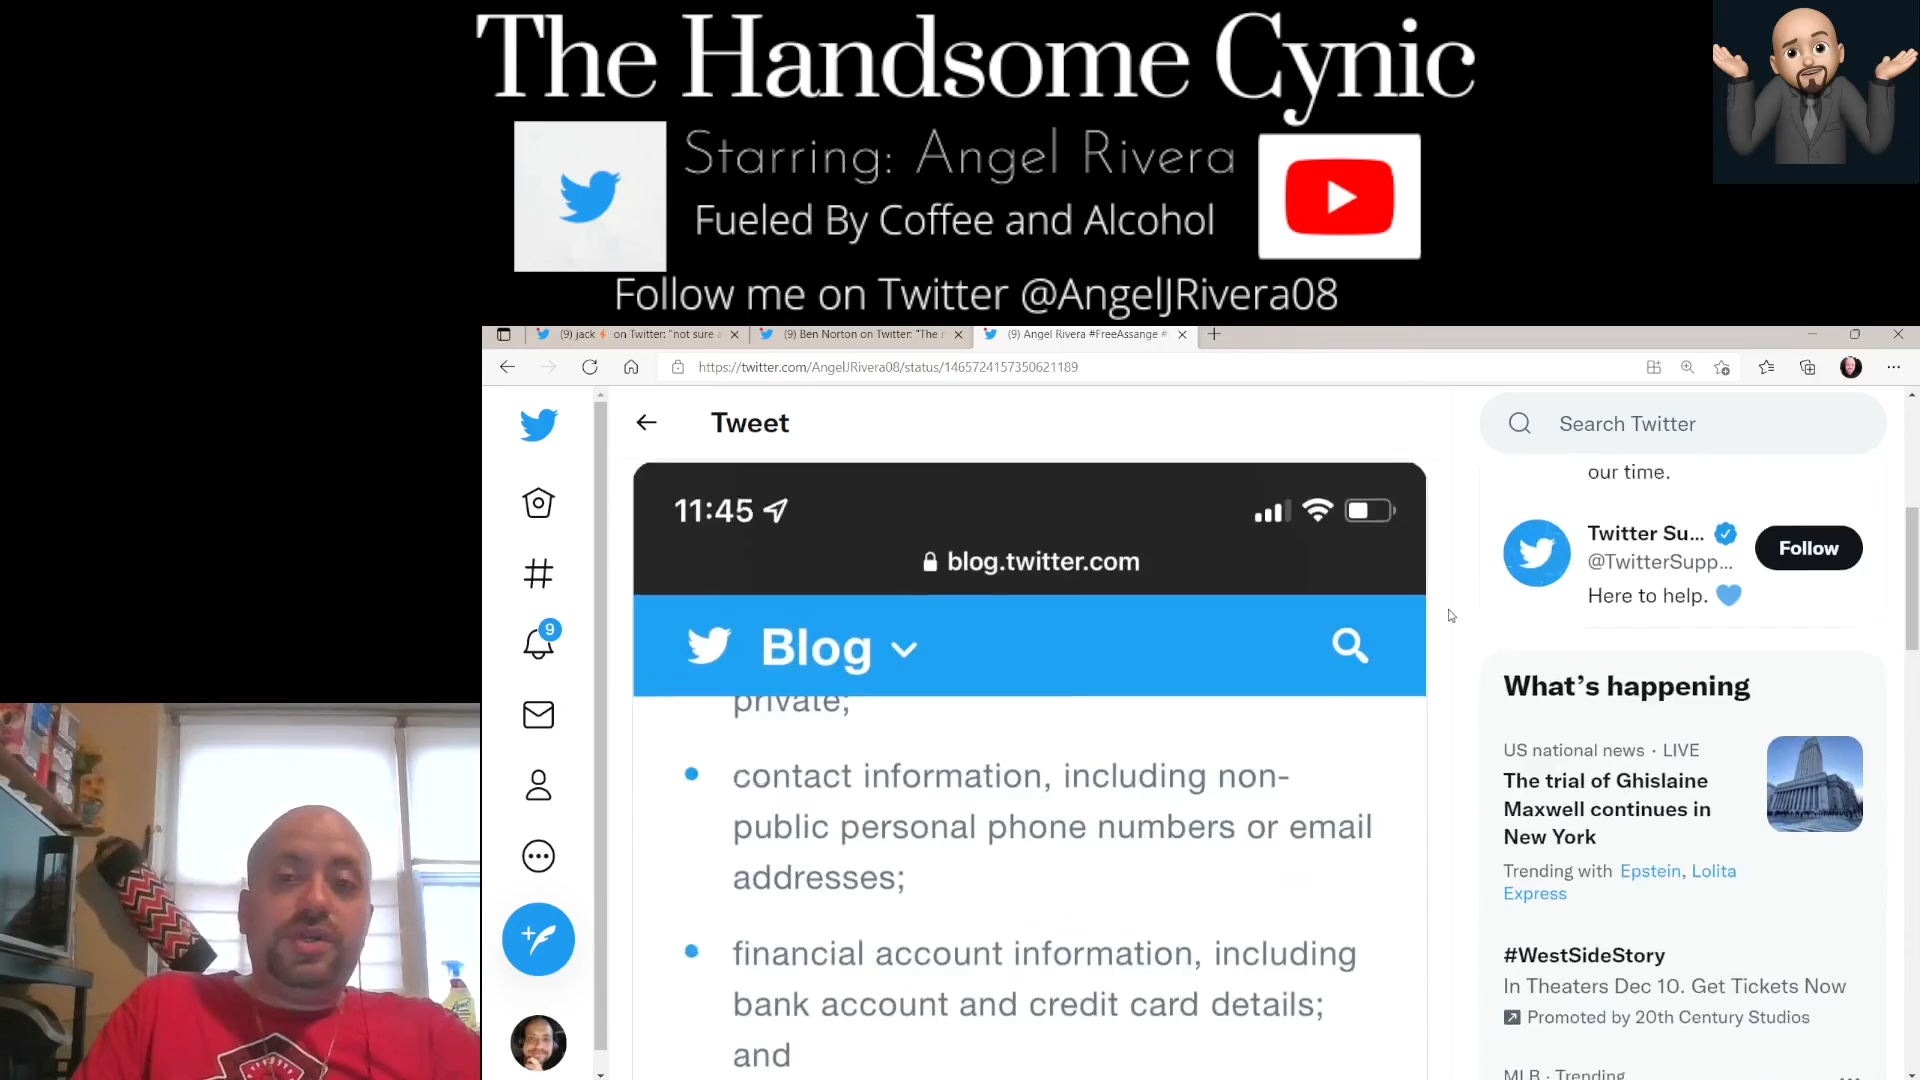 The Handsome Cynic
Starring: Angel Rivera
Fueled By Coffee and Alcohol
Follow me on Twitter @AngelJRivera08
(9) jack⚡ on Twitter: "not sure a
(9) Ben Norton on Twitter: "The r
(9) Angel Rivera #FreeAssange #
https://twitter.com/AngelJRivera08/status/1465724157350621189
Tweet
Search Twitter
our time.
11:45
blog.twitter.com
Twitter Su...
@TwitterSupp...
Follow
Here to help. 💙
9
Blog
private;
contact information, including non-
public personal phone numbers or email
addresses;
financial account information, including
bank account and credit card details;
and
What's happening
US national news · LIVE
The trial of Ghislaine
Maxwell continues in
New York
Trending with Epstein, Lolita
Express
#WestSideStory
In Theaters Dec 10. Get Tickets Now
Promoted by 20th Century Studios
MLB · Trending